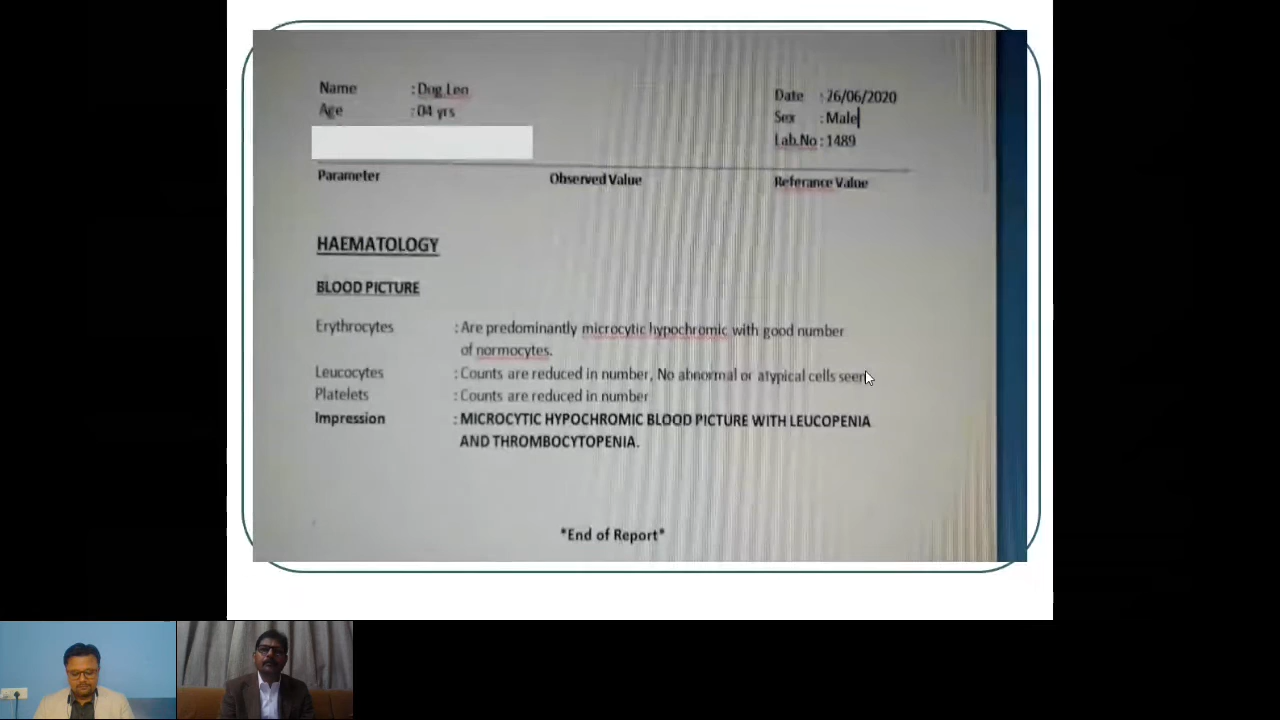 Name : Dog Leo
Date : 26/06/2020
Age : 04 yrs
Sex : Male
Lab.No : 1489
Parameter Observed Value Referance Value
HAEMATOLOGY
BLOOD PICTURE
Erythrocytes : Are predominantly microcytic hypochromic with good number
of normocytes.
Leucocytes : Counts are reduced in number, No abnormal or atypical cells seen
Platelets : Counts are reduced in number
Impression : MICROCYTIC HYPOCHROMIC BLOOD PICTURE WITH LEUCOPENIA
AND THROMBOCYTOPENIA.
*End of Report*